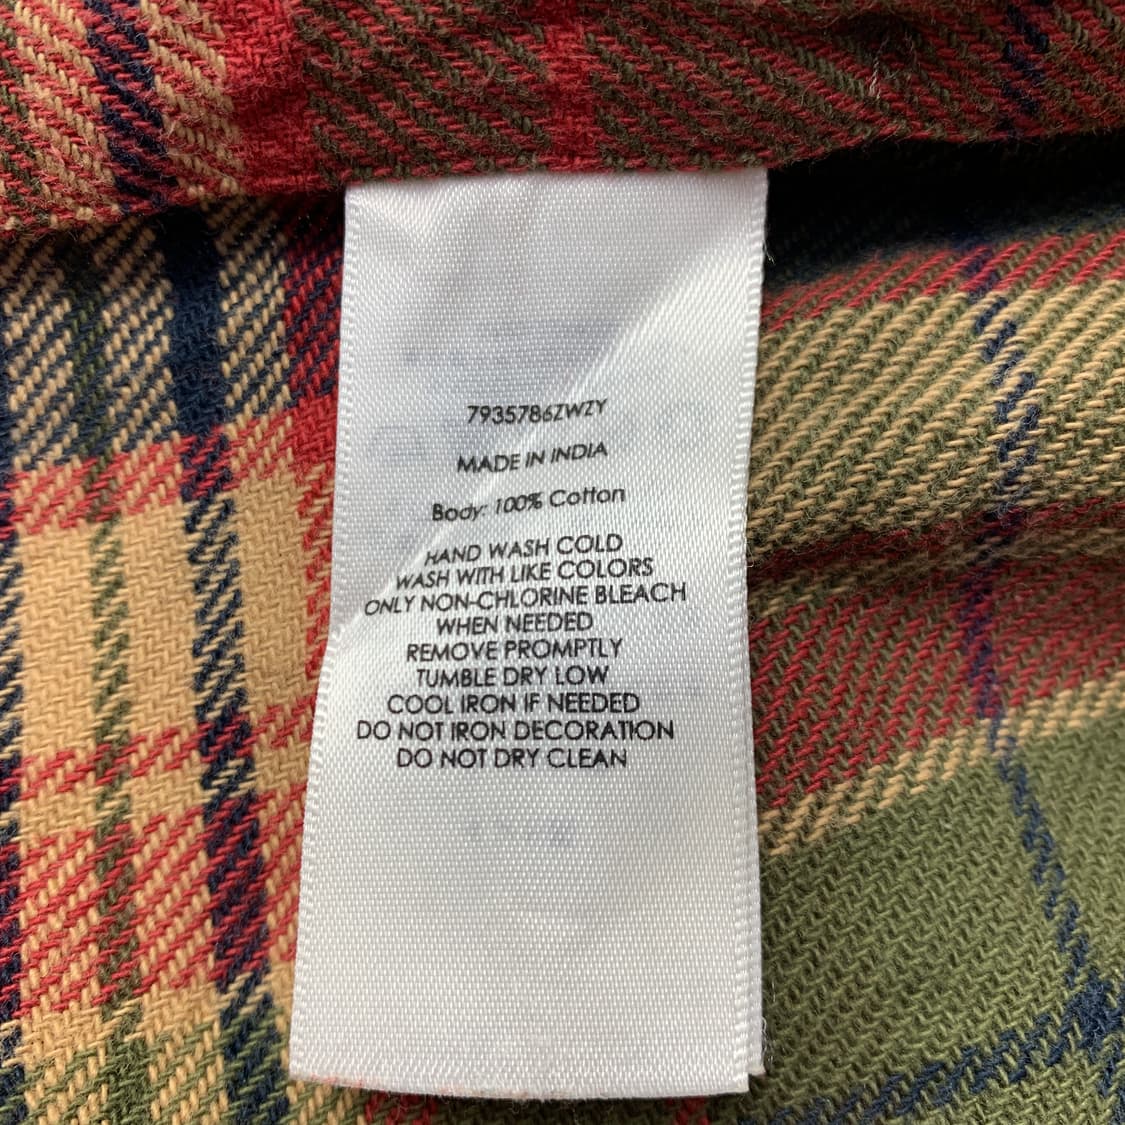 7935786ZWZY
MADE IN INDIA
Body: 100% Cotton
HAND WASH COLD
WASH WITH LIKE COLORS
ONLY NON-CHLORINE BLEACH
WHEN NEEDED
REMOVE PROMPTLY
TUMBLE DRY LOW
COOL IRON IF NEEDED
DO NOT IRON DECORATION
DO NOT DRY CLEAN